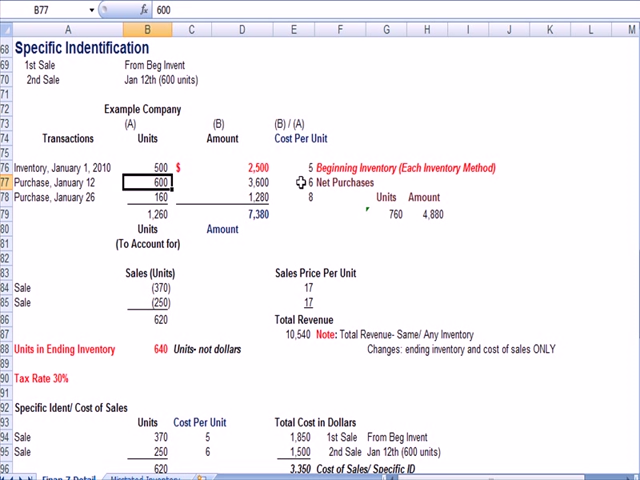 B77 fx 600
A B C D E F G H I J K L M
68 Specific Indentification
69 1st Sale From Beg Invent
70 2nd Sale Jan 12th (600 units)
71
72 Example Company
73 (A) (B) (B) / (A)
74 Transactions Units Amount Cost Per Unit
75
76 Inventory, January 1, 2010 500 $ 2,500 5 Beginning Inventory (Each Inventory Method)
77 Purchase, January 12 600 3,600 6 Net Purchases
78 Purchase, January 26 160 1,280 8 Units Amount
79 1,260 7,380 760 4,880
80 Units Amount
81 (To Account for)
82
83 Sales (Units) Sales Price Per Unit
84 Sale (370) 17
85 Sale (250) 17
86 620 Total Revenue
87 10,540 Note: Total Revenue- Same/ Any Inventory
88 Units in Ending Inventory 640 Units- not dollars Changes: ending inventory and cost of sales ONLY
89
90 Tax Rate 30%
91
92 Specific Ident/ Cost of Sales
93 Units Cost Per Unit Total Cost in Dollars
94 Sale 370 5 1,850 1st Sale From Beg Invent
95 Sale 250 6 1,500 2nd Sale Jan 12th (600 units)
96 620 3,350 Cost of Sales/ Specific ID
Finan 7 Detail Misstated Inventory